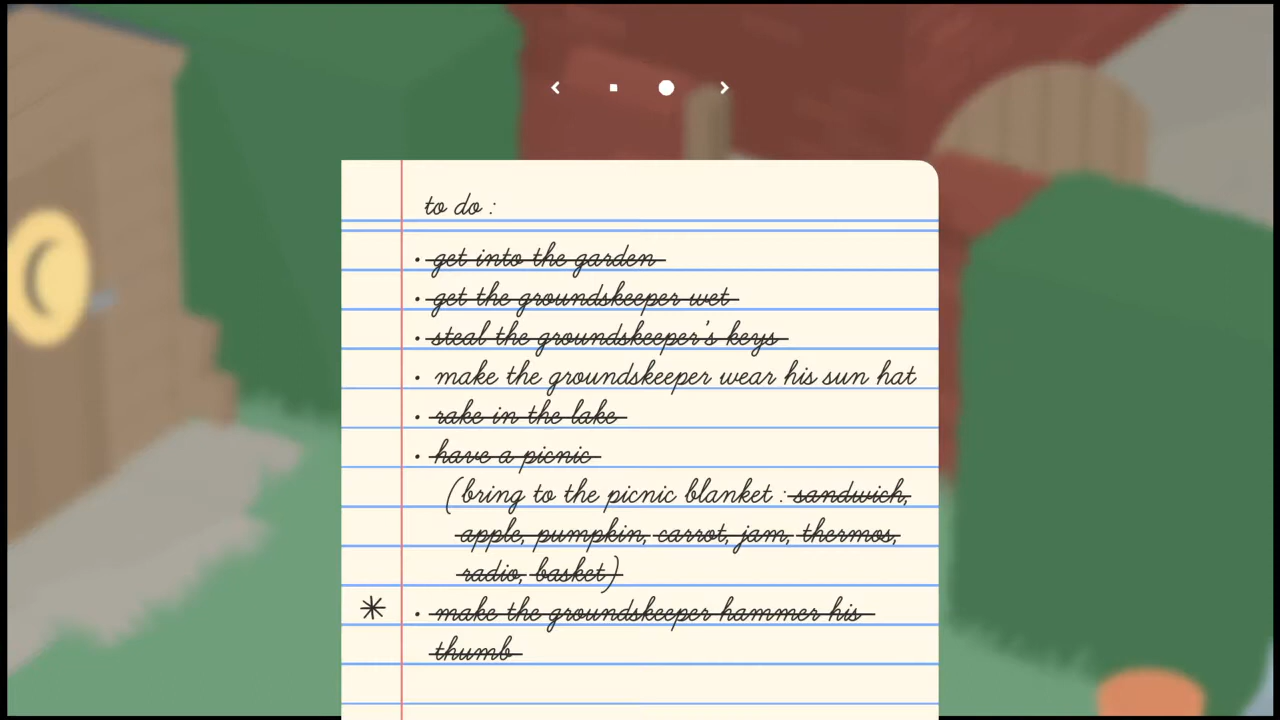 to do :
• get into the garden
• get the groundskeeper wet
• steal the groundskeeper's keys
• make the groundskeeper wear his sun hat
• rake in the lake
• have a picnic
(bring to the picnic blanket : sandwich,
apple, pumpkin, carrot, jam, thermos,
radio, basket)
• make the groundskeeper hammer his
thumb